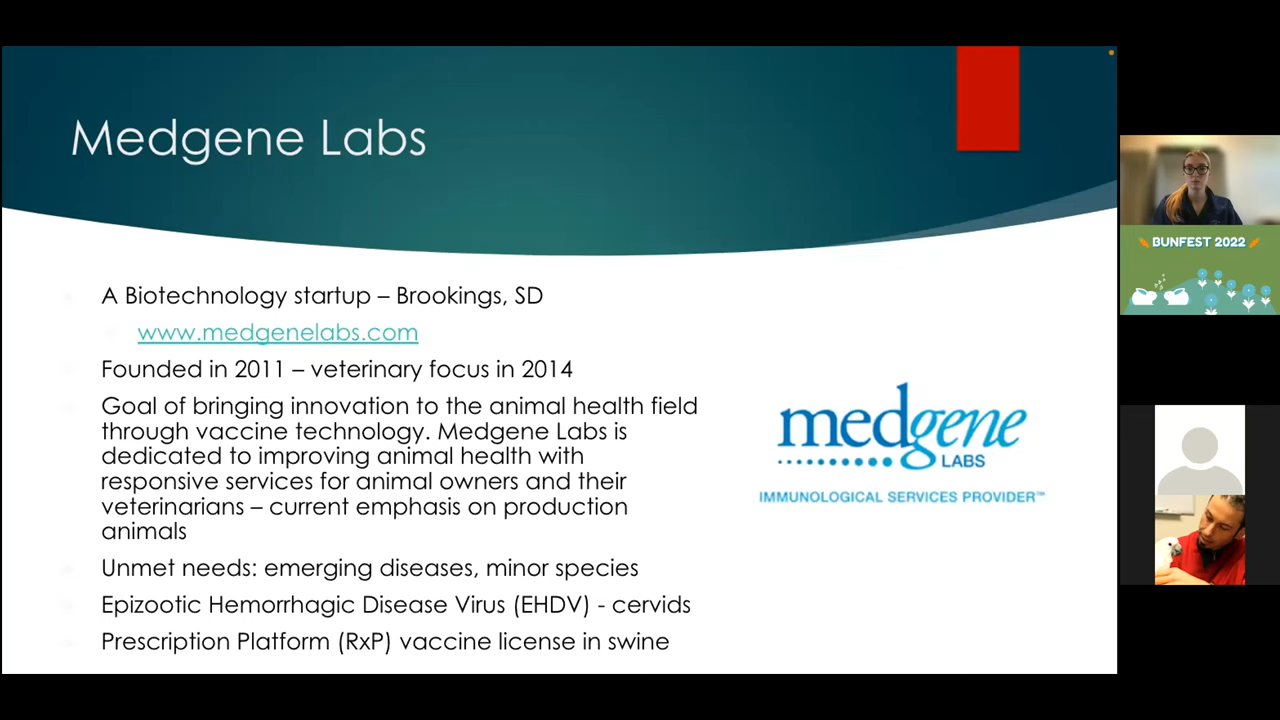 Medgene Labs
A Biotechnology startup – Brookings, SD
www.medgenelabs.com
Founded in 2011 – veterinary focus in 2014
Goal of bringing innovation to the animal health field
through vaccine technology. Medgene Labs is
dedicated to improving animal health with
responsive services for animal owners and their
veterinarians – current emphasis on production
animals
Unmet needs: emerging diseases, minor species
Epizootic Hemorrhagic Disease Virus (EHDV) - cervids
Prescription Platform (RxP) vaccine license in swine
medgene
LABS
IMMUNOLOGICAL SERVICES PROVIDER™
BUNFEST 2022